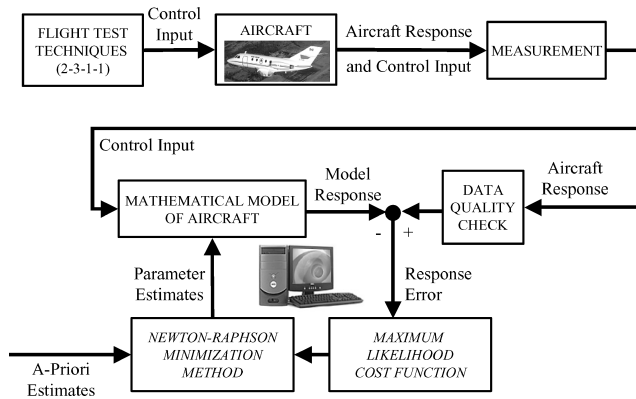 FLIGHT TEST
TECHNIQUES
(2-3-1-1)
Control
Input
AIRCRAFT
Aircraft Response
and Control Input
MEASUREMENT
Control Input
MATHEMATICAL MODEL
OF AIRCRAFT
Model
Response
- +
DATA
QUALITY
CHECK
Aircraft
Response
Parameter
Estimates
Response
Error
A-Priori
Estimates
NEWTON-RAPHSON
MINIMIZATION
METHOD
MAXIMUM
LIKELIHOOD
COST FUNCTION